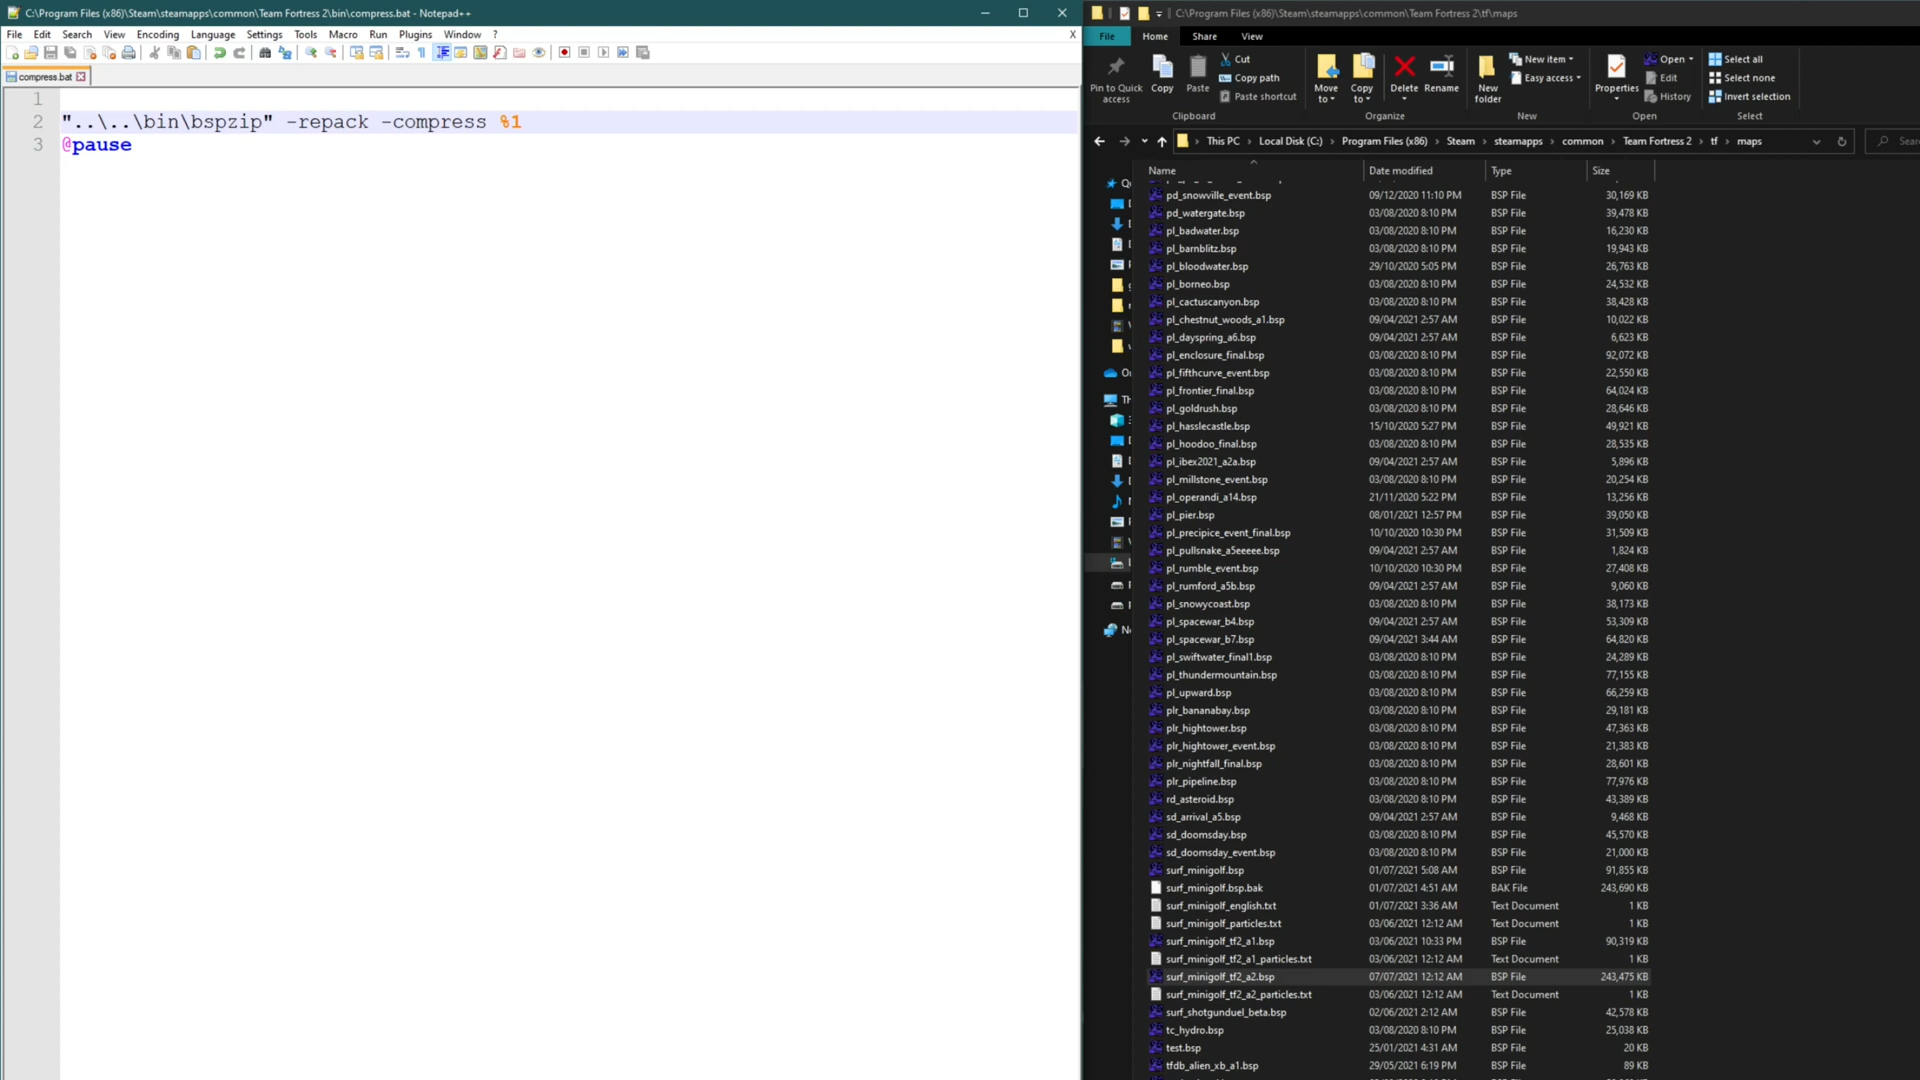 C:\Program Files (x86)\Steam\steamapps\common\Team Fortress 2\bin\compress.bat - Notepad++
File Edit Search View Encoding Language Settings Tools Macro Run Plugins Window ? X
compress.bat
1
2 "..\..\bin\bspzip" -repack -compress %1
3 @pause
C:\Program Files (x86)\Steam\steamapps\common\Team Fortress 2\tf\maps
File Home Share View
Pin to Quick access
Copy
Paste
Cut
Copy path
Paste shortcut
Clipboard
Move to
Copy to
Delete
Rename
Organize
New folder
New item
Easy access
New
Properties
Open
Edit
History
Open
Select all
Select none
Invert selection
Select
This PC > Local Disk (C:) > Program Files (x86) > Steam > steamapps > common > Team Fortress 2 > tf > maps
Name Date modified Type Size
pd_snowville_event.bsp 09/12/2020 11:10 PM BSP File 30,169 KB
pd_watergate.bsp 03/08/2020 8:10 PM BSP File 39,478 KB
pl_badwater.bsp 03/08/2020 8:10 PM BSP File 16,230 KB
pl_barnblitz.bsp 03/08/2020 8:10 PM BSP File 19,943 KB
pl_bloodwater.bsp 29/10/2020 5:05 PM BSP File 26,763 KB
pl_borneo.bsp 03/08/2020 8:10 PM BSP File 24,532 KB
pl_cactuscanyon.bsp 03/08/2020 8:10 PM BSP File 38,428 KB
pl_chestnut_woods_a1.bsp 09/04/2021 2:57 AM BSP File 10,022 KB
pl_dayspring_a6.bsp 09/04/2021 2:57 AM BSP File 6,623 KB
pl_enclosure_final.bsp 03/08/2020 8:10 PM BSP File 92,072 KB
pl_fifthcurve_event.bsp 03/08/2020 8:10 PM BSP File 22,550 KB
pl_frontier_final.bsp 03/08/2020 8:10 PM BSP File 64,024 KB
pl_goldrush.bsp 03/08/2020 8:10 PM BSP File 28,646 KB
pl_hasslecastle.bsp 15/10/2020 5:27 PM BSP File 49,921 KB
pl_hoodoo_final.bsp 03/08/2020 8:10 PM BSP File 28,535 KB
pl_ibex2021_a2a.bsp 09/04/2021 2:57 AM BSP File 5,896 KB
pl_millstone_event.bsp 03/08/2020 8:10 PM BSP File 20,254 KB
pl_operandi_a14.bsp 21/11/2020 5:22 PM BSP File 13,256 KB
pl_pier.bsp 08/01/2021 12:57 PM BSP File 39,050 KB
pl_precipice_event_final.bsp 10/10/2020 10:30 PM BSP File 31,509 KB
pl_pullsnake_a5eeeee.bsp 09/04/2021 2:57 AM BSP File 1,824 KB
pl_rumble_event.bsp 10/10/2020 10:30 PM BSP File 27,408 KB
pl_rumford_a5b.bsp 09/04/2021 2:57 AM BSP File 9,060 KB
pl_snowycoast.bsp 03/08/2020 8:10 PM BSP File 38,173 KB
pl_spacewar_b4.bsp 09/04/2021 2:57 AM BSP File 53,309 KB
pl_spacewar_b7.bsp 09/04/2021 3:44 AM BSP File 64,820 KB
pl_swiftwater_final1.bsp 03/08/2020 8:10 PM BSP File 24,289 KB
pl_thundermountain.bsp 03/08/2020 8:10 PM BSP File 77,155 KB
pl_upward.bsp 03/08/2020 8:10 PM BSP File 66,259 KB
plr_bananabay.bsp 03/08/2020 8:10 PM BSP File 29,181 KB
plr_hightower.bsp 03/08/2020 8:10 PM BSP File 47,363 KB
plr_hightower_event.bsp 03/08/2020 8:10 PM BSP File 21,383 KB
plr_nightfall_final.bsp 03/08/2020 8:10 PM BSP File 28,601 KB
plr_pipeline.bsp 03/08/2020 8:10 PM BSP File 77,976 KB
rd_asteroid.bsp 03/08/2020 8:10 PM BSP File 43,389 KB
sd_arrival_a5.bsp 09/04/2021 2:57 AM BSP File 9,468 KB
sd_doomsday.bsp 03/08/2020 8:10 PM BSP File 45,570 KB
sd_doomsday_event.bsp 03/08/2020 8:10 PM BSP File 21,000 KB
surf_minigolf.bsp 01/07/2021 5:08 AM BSP File 91,855 KB
surf_minigolf.bsp.bak 01/07/2021 4:51 AM BAK File 243,690 KB
surf_minigolf_english.txt 01/07/2021 3:36 AM Text Document 1 KB
surf_minigolf_particles.txt 03/06/2021 12:12 AM Text Document 1 KB
surf_minigolf_tf2_a1.bsp 03/06/2021 10:33 PM BSP File 90,319 KB
surf_minigolf_tf2_a1_particles.txt 03/06/2021 12:12 AM Text Document 1 KB
surf_minigolf_tf2_a2.bsp 07/07/2021 12:12 AM BSP File 243,475 KB
surf_minigolf_tf2_a2_particles.txt 03/06/2021 12:12 AM Text Document 1 KB
surf_shotgunduel_beta.bsp 02/06/2021 2:12 AM BSP File 42,578 KB
tc_hydro.bsp 03/08/2020 8:10 PM BSP File 25,038 KB
test.bsp 25/01/2021 4:31 AM BSP File 20 KB
tfdb_alien_xb_a1.bsp 29/05/2021 6:19 PM BSP File 89 KB